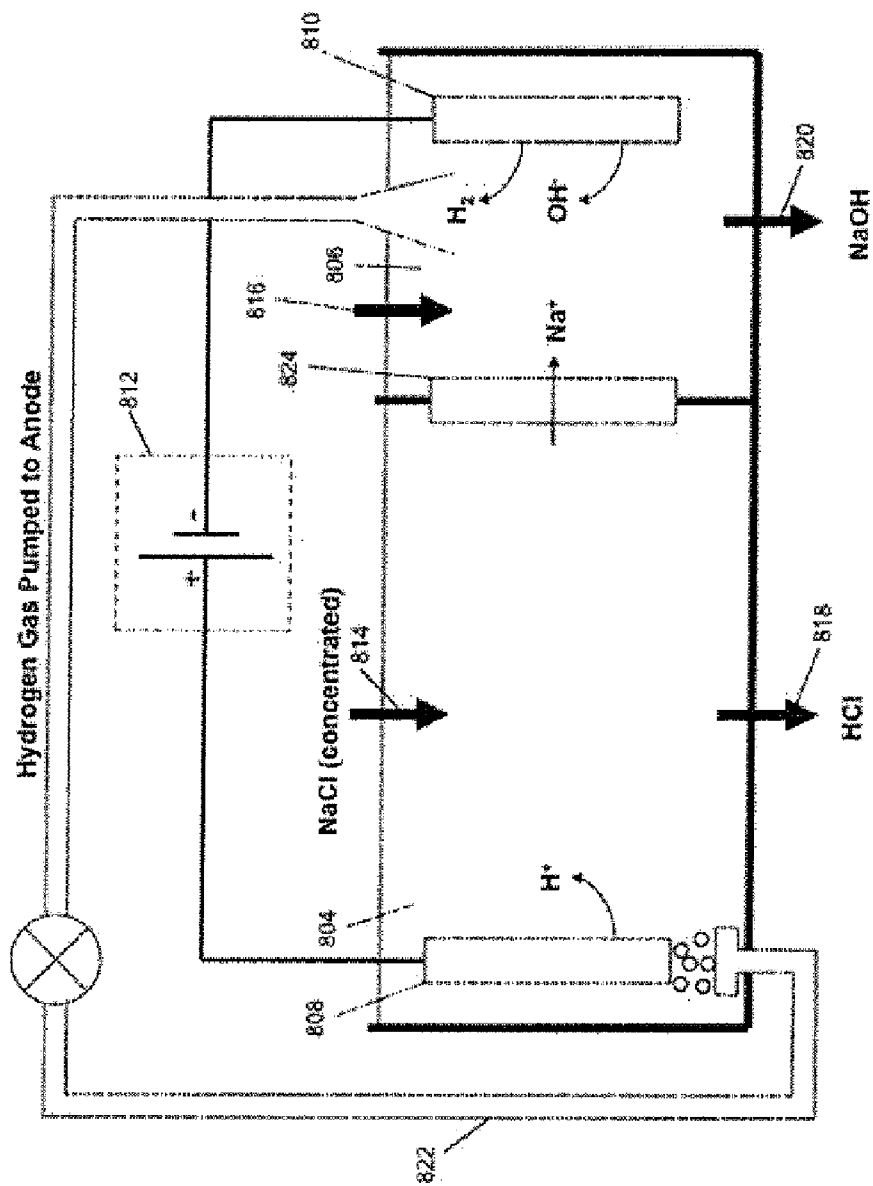 Hydrogen Gas Pumped to Anode
812
+ -
NaCl (concentrated)
814
816
806
824
810
804
808
H⁺
Na⁺
H₂
OH⁻
822
818
HCl
820
NaOH